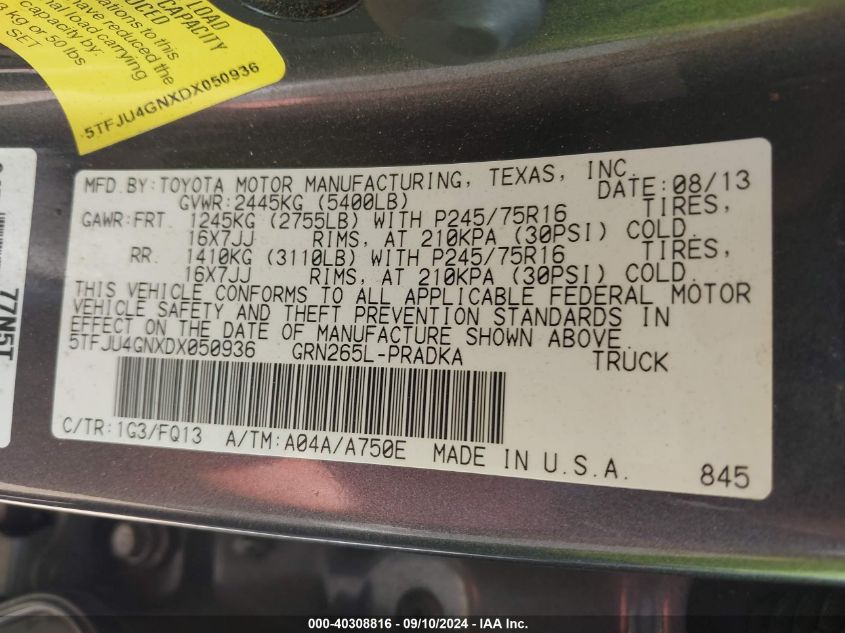 LOAD
CAPACITY
REDUCED
ations to this
have reduced the
nal load carrying
capacity by:
3 kg or 50 lbs
SET
5TFJU4GNXDX050936
77N5T
MFD.BY:TOYOTA MOTOR MANUFACTURING, TEXAS, INC.
DATE:08/13
GVWR:2445KG (5400LB)
GAWR:FRT 1245KG (2755LB) WITH P245/75R16 TIRES,
16X7JJ RIMS, AT 210KPA (30PSI) COLD.
RR. 1410KG (3110LB) WITH P245/75R16 TIRES,
16X7JJ RIMS, AT 210KPA (30PSI) COLD.
THIS VEHICLE CONFORMS TO ALL APPLICABLE FEDERAL MOTOR
VEHICLE SAFETY AND THEFT PREVENTION STANDARDS IN
EFFECT ON THE DATE OF MANUFACTURE SHOWN ABOVE.
5TFJU4GNXDX050936 GRN265L-PRADKA TRUCK
C/TR:1G3/FQ13 A/TM:A04A/A750E MADE IN U.S.A.
845
000-40308816 - 09/10/2024 - IAA Inc.